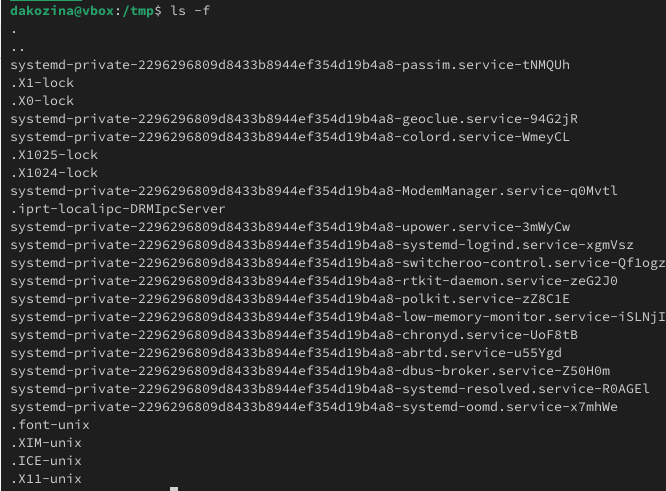 dakozina@vbox:/tmp$ ls -f
.
..
systemd-private-2296296809d8433b8944ef354d19b4a8-passim.service-tNMQUh
.X1-lock
.X0-lock
systemd-private-2296296809d8433b8944ef354d19b4a8-geoclue.service-94G2jR
systemd-private-2296296809d8433b8944ef354d19b4a8-colord.service-WmeyCL
.X1025-lock
.X1024-lock
systemd-private-2296296809d8433b8944ef354d19b4a8-ModemManager.service-q0Mvtl
.iprt-localipc-DRMIpcServer
systemd-private-2296296809d8433b8944ef354d19b4a8-upower.service-3mWyCw
systemd-private-2296296809d8433b8944ef354d19b4a8-systemd-logind.service-xgmVsz
systemd-private-2296296809d8433b8944ef354d19b4a8-switcheroo-control.service-Qf1ogz
systemd-private-2296296809d8433b8944ef354d19b4a8-rtkit-daemon.service-zeG2J0
systemd-private-2296296809d8433b8944ef354d19b4a8-polkit.service-zZ8C1E
systemd-private-2296296809d8433b8944ef354d19b4a8-low-memory-monitor.service-iSLNjI
systemd-private-2296296809d8433b8944ef354d19b4a8-chronyd.service-UoF8tB
systemd-private-2296296809d8433b8944ef354d19b4a8-abrtd.service-u55Ygd
systemd-private-2296296809d8433b8944ef354d19b4a8-dbus-broker.service-Z50H0m
systemd-private-2296296809d8433b8944ef354d19b4a8-systemd-resolved.service-R0AGEl
systemd-private-2296296809d8433b8944ef354d19b4a8-systemd-oomd.service-x7mhWe
.font-unix
.XIM-unix
.ICE-unix
.X11-unix